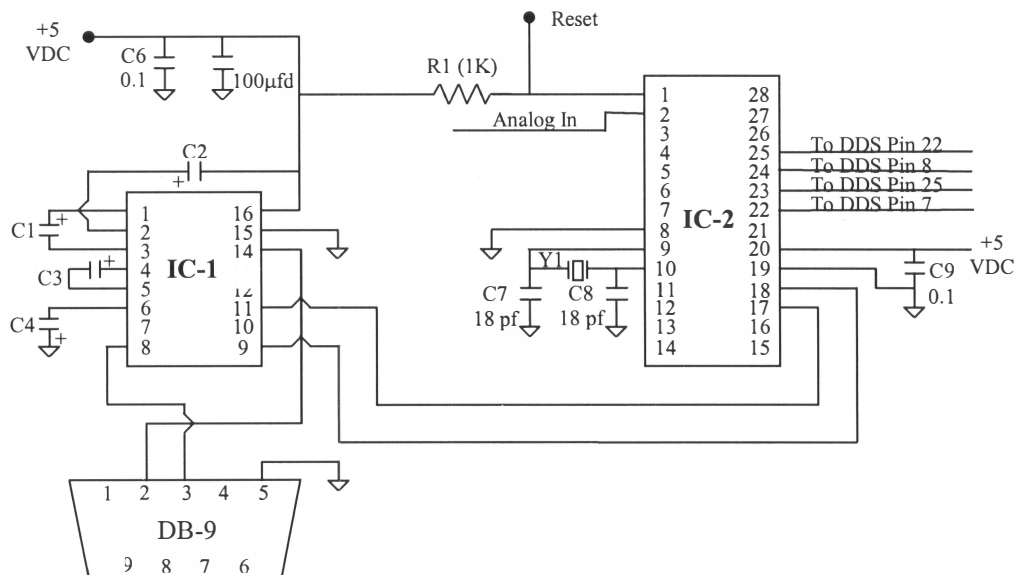 +5
VDC
C6
0.1
100μfd
Reset
R1 (1K)
Analog In
C2
+
C1
+
C3
+
C4
+
IC-1
1
2
3
4
5
6
7
8
16
15
14
12
11
10
9
IC-2
1
2
3
4
5
6
7
8
9
10
11
12
13
14
28
27
26
25
24
23
22
21
20
19
18
17
16
15
To DDS Pin 22
To DDS Pin 8
To DDS Pin 25
To DDS Pin 7
Y1
C7
18 pf
C8
18 pf
+5
VDC
C9
0.1
1 2 3 4 5
DB-9
9 8 7 6